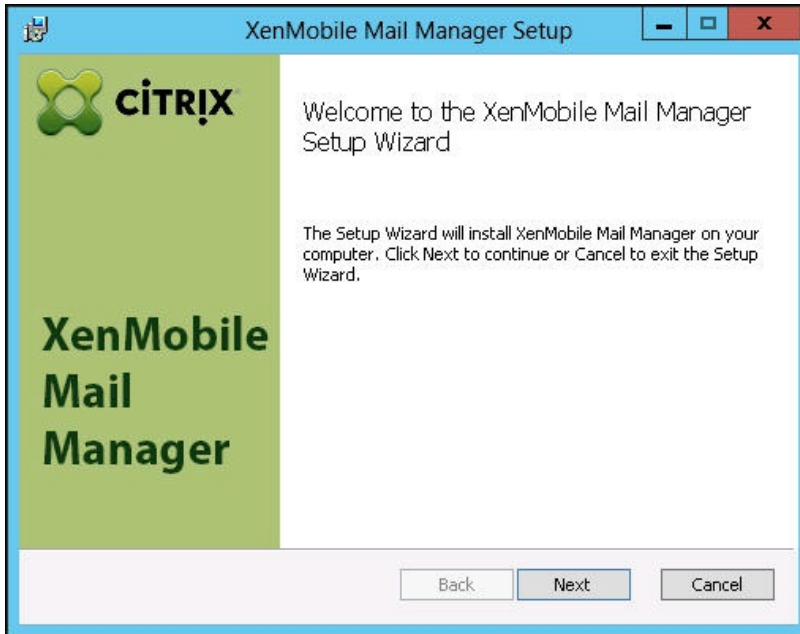 XenMobile Mail Manager Setup
x
CİTRIX
Welcome to the XenMobile Mail Manager
Setup Wizard
The Setup Wizard will install XenMobile Mail Manager on your
computer. Click Next to continue or Cancel to exit the Setup
Wizard.
XenMobile
Mail
Manager
Back
Next
Cancel